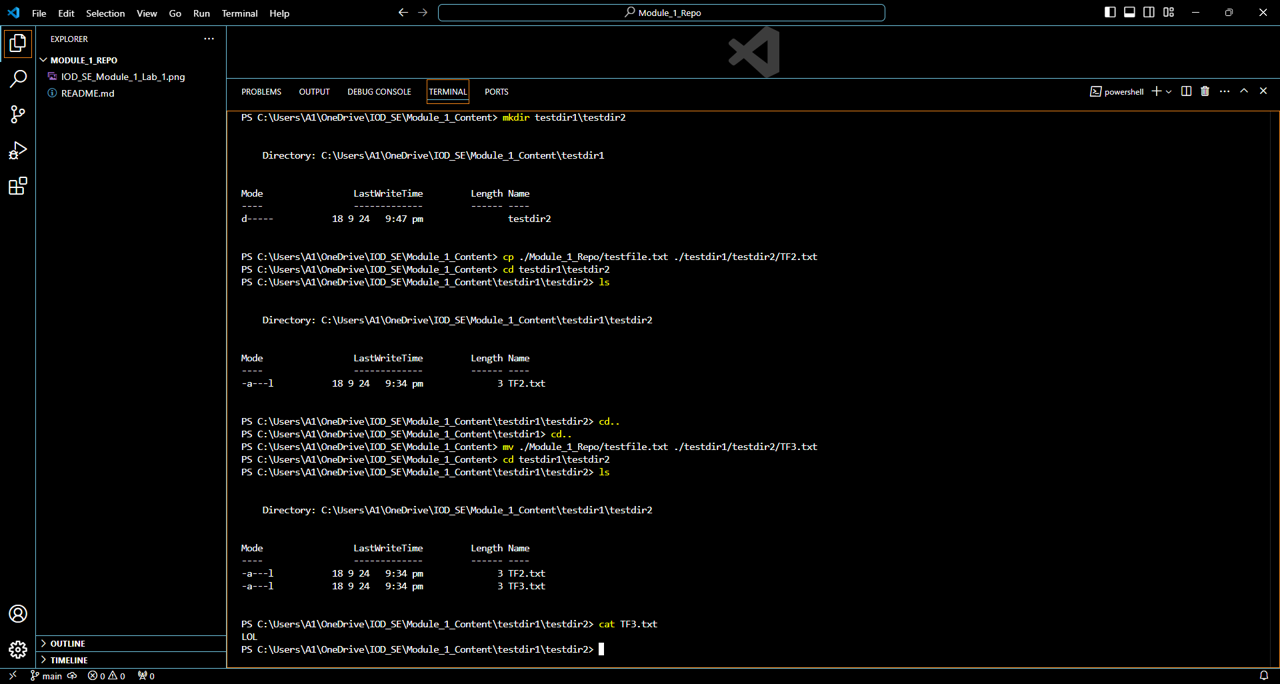 File Edit Selection View Go Run Terminal Help
Module_1_Repo
EXPLORER
MODULE_1_REPO
IOD_SE_Module_1_Lab_1.png
README.md
OUTLINE
TIMELINE
PROBLEMS OUTPUT DEBUG CONSOLE TERMINAL PORTS
powershell
PS C:\Users\A1\OneDrive\IOD_SE\Module_1_Content> mkdir testdir1\testdir2
Directory: C:\Users\A1\OneDrive\IOD_SE\Module_1_Content\testdir1
Mode LastWriteTime Length Name
---- ------------- ------ ----
d----- 18 9 24 9:47 pm testdir2
PS C:\Users\A1\OneDrive\IOD_SE\Module_1_Content> cp ./Module_1_Repo/testfile.txt ./testdir1/testdir2/TF2.txt
PS C:\Users\A1\OneDrive\IOD_SE\Module_1_Content> cd testdir1\testdir2
PS C:\Users\A1\OneDrive\IOD_SE\Module_1_Content\testdir1\testdir2> ls
Directory: C:\Users\A1\OneDrive\IOD_SE\Module_1_Content\testdir1\testdir2
Mode LastWriteTime Length Name
---- ------------- ------ ----
-a---l 18 9 24 9:34 pm 3 TF2.txt
PS C:\Users\A1\OneDrive\IOD_SE\Module_1_Content\testdir1\testdir2> cd..
PS C:\Users\A1\OneDrive\IOD_SE\Module_1_Content\testdir1> cd..
PS C:\Users\A1\OneDrive\IOD_SE\Module_1_Content> mv ./Module_1_Repo/testfile.txt ./testdir1/testdir2/TF3.txt
PS C:\Users\A1\OneDrive\IOD_SE\Module_1_Content> cd testdir1\testdir2
PS C:\Users\A1\OneDrive\IOD_SE\Module_1_Content\testdir1\testdir2> ls
Directory: C:\Users\A1\OneDrive\IOD_SE\Module_1_Content\testdir1\testdir2
Mode LastWriteTime Length Name
---- ------------- ------ ----
-a---l 18 9 24 9:34 pm 3 TF2.txt
-a---l 18 9 24 9:34 pm 3 TF3.txt
PS C:\Users\A1\OneDrive\IOD_SE\Module_1_Content\testdir1\testdir2> cat TF3.txt
LOL
PS C:\Users\A1\OneDrive\IOD_SE\Module_1_Content\testdir1\testdir2>
main 0 0 0